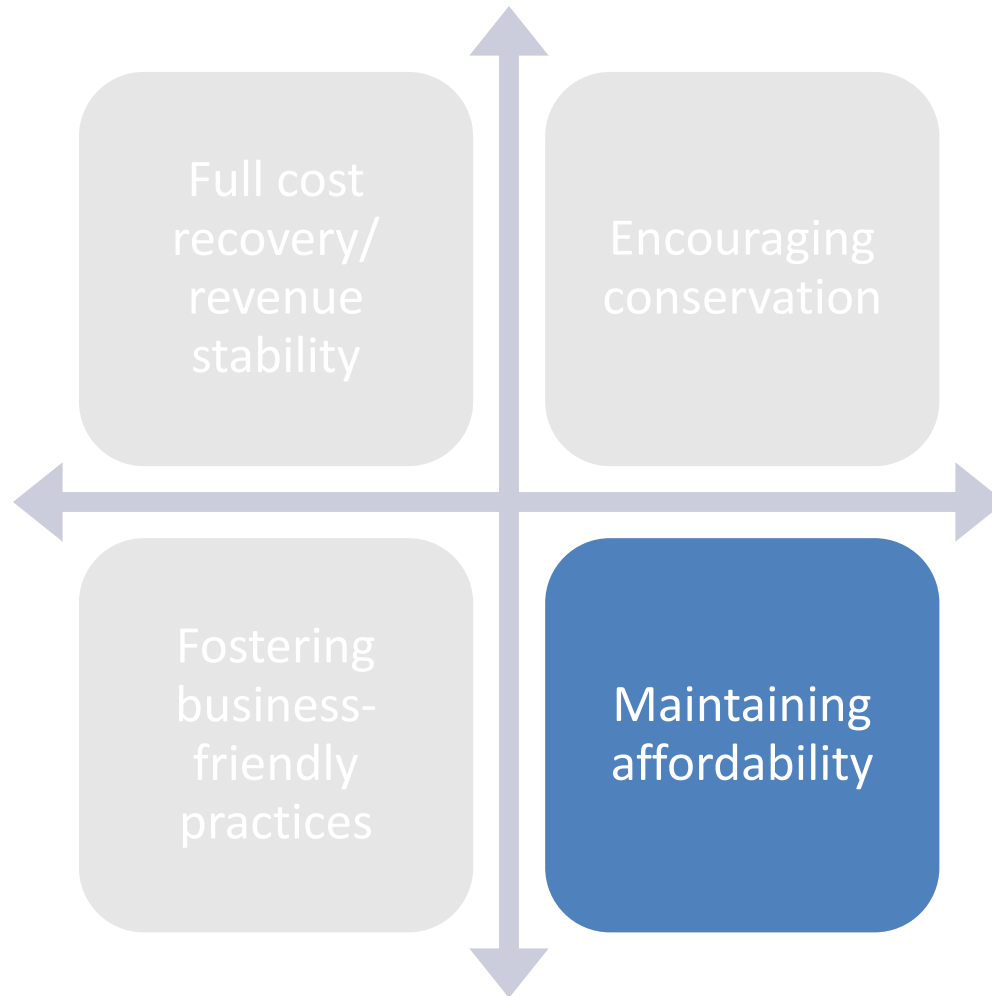 Full cost
recovery/
revenue
stability
Encouraging
conservation
Fostering
business-
friendly
practices
Maintaining
affordability